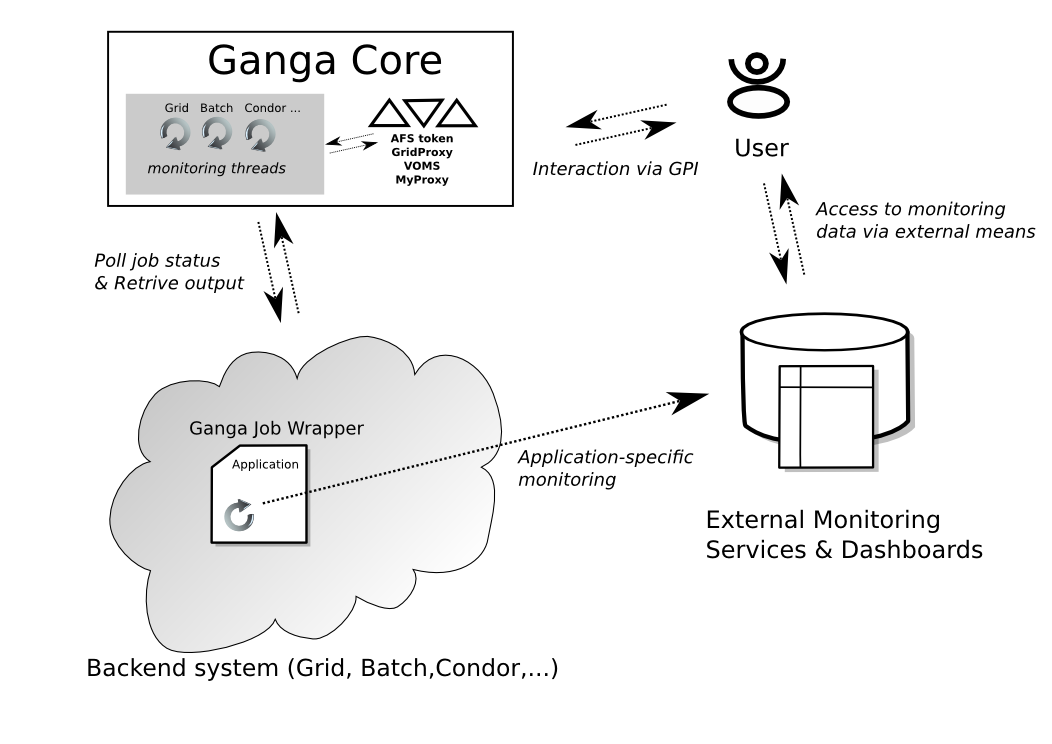 Ganga Core
Grid Batch Condor ...
monitoring threads
AFS token
GridProxy
VOMS
MyProxy
User
Interaction via GPI
Access to monitoring
data via external means
Poll job status
& Retrive output
Ganga Job Wrapper
Application
Application-specific
monitoring
External Monitoring
Services & Dashboards
Backend system (Grid, Batch,Condor,...)